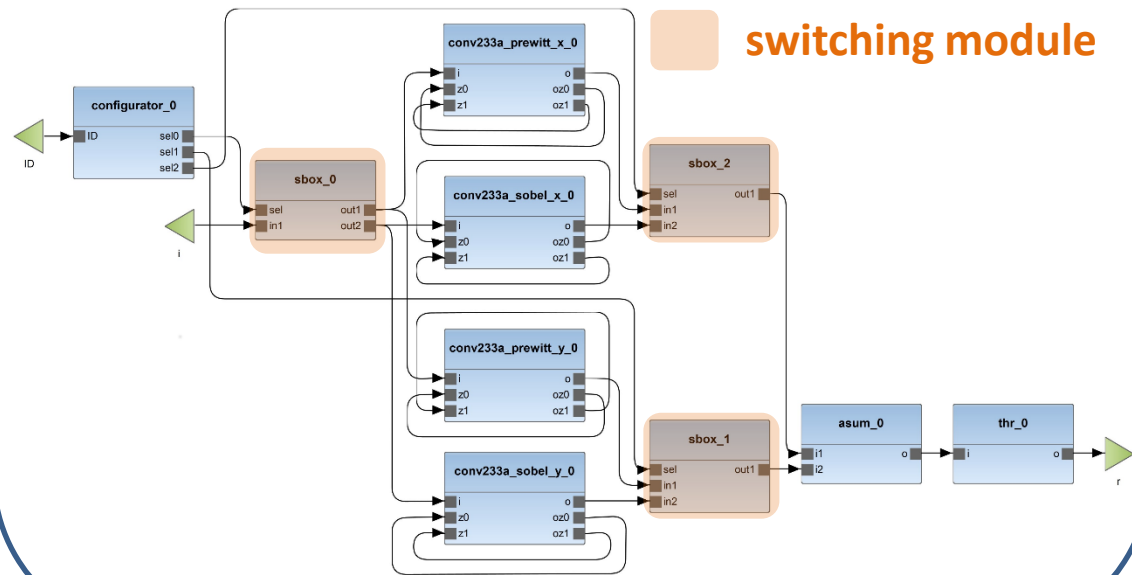 switching module
conv233a_prewitt_x_0
i o
z0 oz0
z1 oz1
configurator_0
ID sel0
sel1
sel2
ID
sbox_0
sel out1
in1 out2
i
conv233a_sobel_x_0
i o
z0 oz0
z1 oz1
sbox_2
sel out1
in1
in2
conv233a_prewitt_y_0
i o
z0 oz0
z1 oz1
conv233a_sobel_y_0
i o
z0 oz0
z1 oz1
sbox_1
sel out1
in1
in2
asum_0
i1 o
i2
thr_0
i o
r